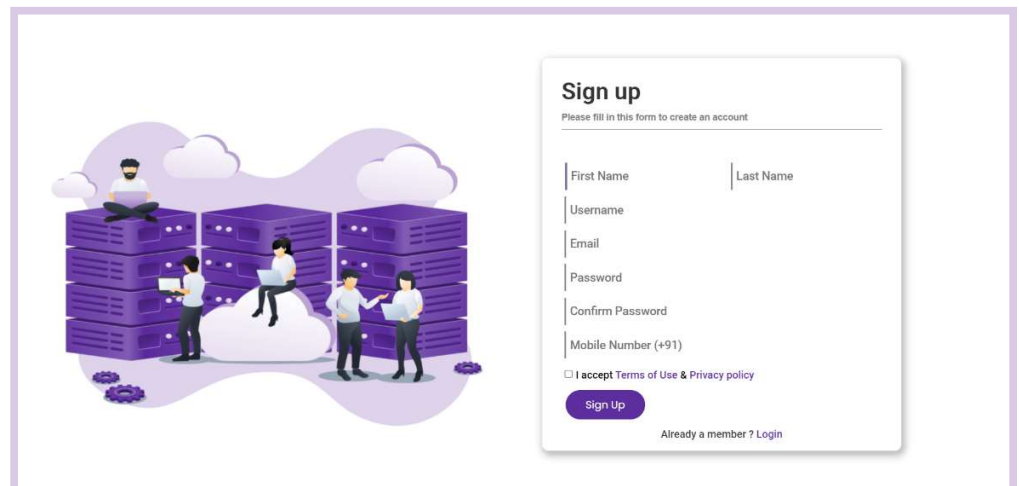 Sign up
Please fill in this form to create an account
First Name Last Name
Username
Email
Password
Confirm Password
Mobile Number (+91)
I accept Terms of Use & Privacy policy
Sign Up
Already a member ? Login